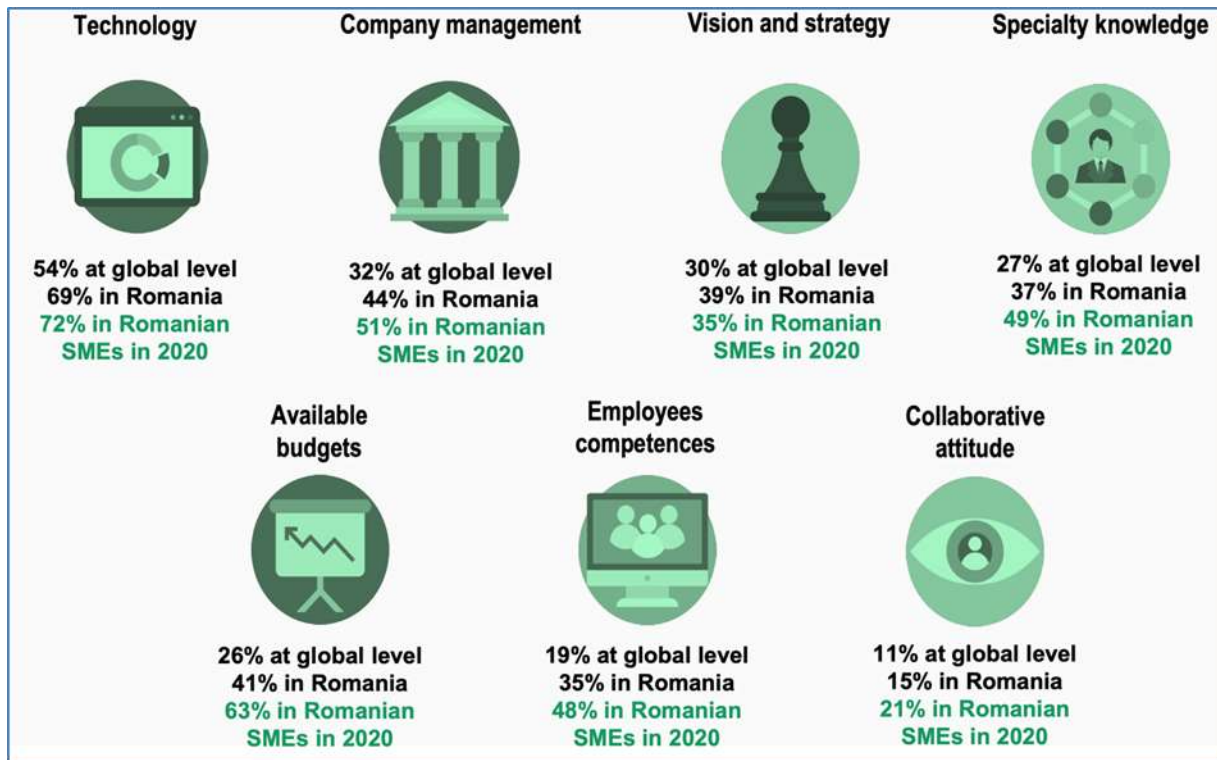 Technology
Company management
Vision and strategy
Specialty knowledge
54% at global level
69% in Romania
72% in Romanian
SMEs in 2020
32% at global level
44% in Romania
51% in Romanian
SMEs in 2020
30% at global level
39% in Romania
35% in Romanian
SMEs in 2020
27% at global level
37% in Romania
49% in Romanian
SMEs in 2020
Available
budgets
Employees
competences
Collaborative
attitude
26% at global level
41% in Romania
63% in Romanian
SMEs in 2020
19% at global level
35% in Romania
48% in Romanian
SMEs in 2020
11% at global level
15% in Romania
21% in Romanian
SMEs in 2020